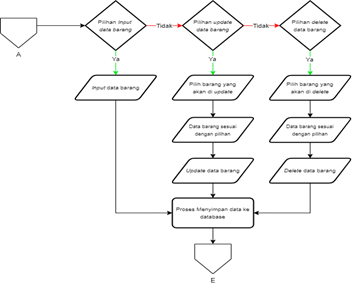 Pilihan input
data barang
Tidak
Pilihan update
data barang
Tidak
Pilihan delete
data barang
A
Ya
Ya
Ya
Input data barang
Pilih barang yang
akan di update
Pilih barang yang
akan di delele
Data barang sesuai
dengan pilihan
Data barang sesuai
dengan pilihan
Update data barang
Delete data barang
Proses Menyimpan data ke
database
E